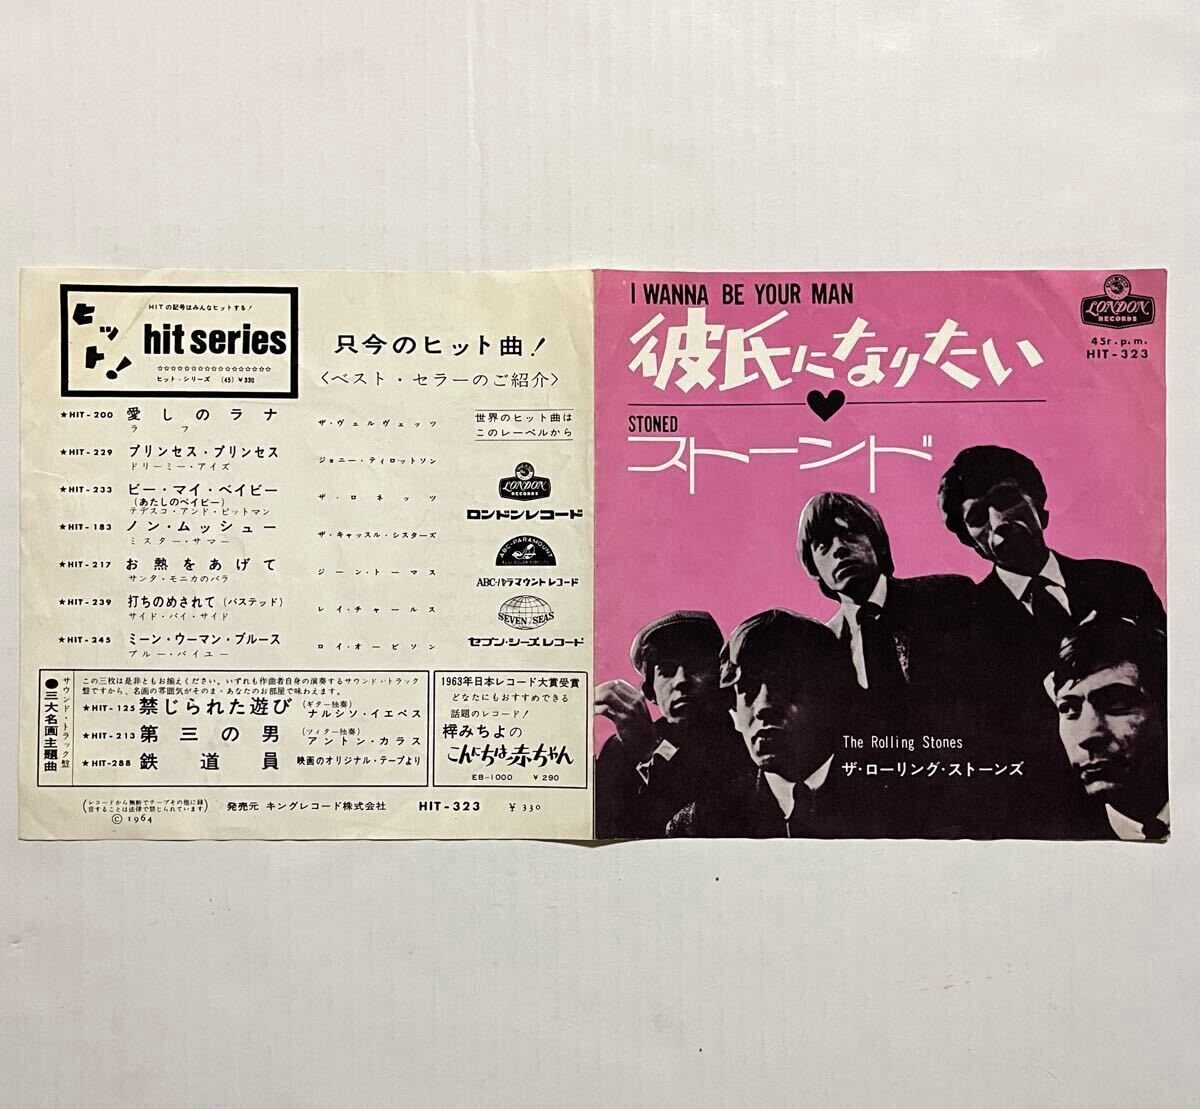 HITの記号はみんなヒットする!
ヒット!
hit series
☆☆☆☆☆☆☆☆☆☆☆☆☆☆☆☆☆
ヒット・シリーズ (45) ¥330
只今のヒット曲!
〈ベスト・セラーのご紹介〉
★HIT-200 愛しのラナ
ラフ
ザ・ヴェルヴェッツ
★HIT-229 プリンセス・プリンセス
ドリーミー・アイズ
ジョニー・ティロットソン
★HIT-233 ビー・マイ・ベイビー
(あたしのベイビー)
テデスコ・アンド・ピットマン
ザ・ロネッツ
★HIT-183 ノン・ムッシュー
ミスター・サマー
ザ・キャッスル・シスターズ
★HIT-217 お熱をあげて
サンタ・モニカのバラ
ジーン・トーマス
★HIT-239 打ちのめされて (バステッド)
サイド・バイ・サイド
レイ・チャールス
★HIT-245 ミーン・ウーマン・ブルース
ブルー・バイユー
ロイ・オービソン
世界のヒット曲は
このレーベルから
LONDON
RECORDS
ロンドンレコード
ABC-PARAMOUNT
ABC・パラマウントレコード
SEVEN SEAS
セブン・シーズレコード
サウンド・トラック盤
●三大名画主題曲
この三枚は是非ともお揃えください。いずれも作曲者自身の演奏するサウンド・トラック
盤ですから、名画の雰囲気がそのまゝあなたのお部屋で味わえます。
★HIT-125 禁じられた遊び (ギター独奏) ナルシソ・イエペス
★HIT-213 第三の男 (ツィター独奏) アントン・カラス
★HIT-288 鉄道員 映画のオリジナル・テープより
1963年日本レコード大賞受賞
どなたにもおすすめできる
話題のレコード!
梓みちよの
こんにちは赤ちゃん
EB-1000 ¥290
(レコードから無断でテープその他に録
音することは法律で禁じられています)
© 1964
発売元 キングレコード株式会社 HIT-323 ¥330
I WANNA BE YOUR MAN
彼氏になりたい
STONED
ストーンド
LONDON
RECORDS
45r.p.m.
HIT-323
The Rolling Stones
ザ・ローリング・ストーンズ